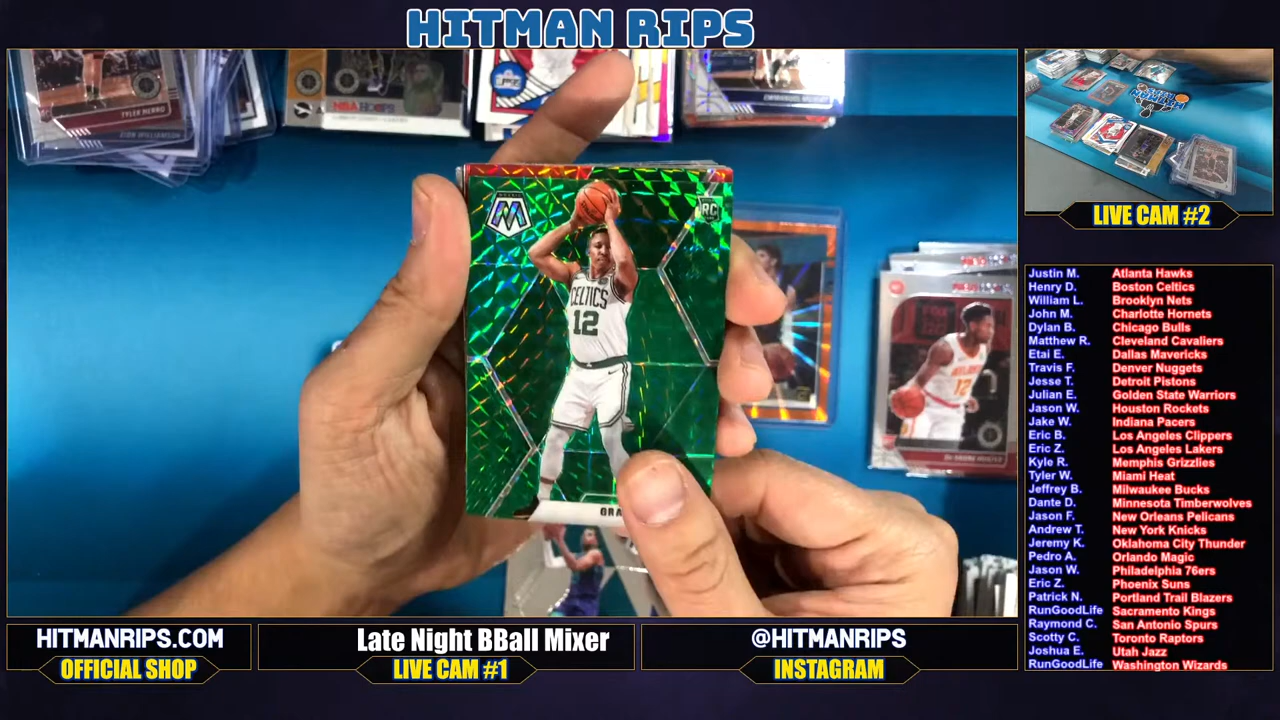 HITMAN RIPS
TYLER HERRO
ZION WILLIAMSON
NBA HOOPS
LIVE CAM #2
RC
CELTICS
12
GRA
12
Justin M. Atlanta Hawks
Henry D. Boston Celtics
William L. Brooklyn Nets
John M. Charlotte Hornets
Dylan B. Chicago Bulls
Matthew R. Cleveland Cavaliers
Etai E. Dallas Mavericks
Travis F. Denver Nuggets
Jesse T. Detroit Pistons
Julian E. Golden State Warriors
Jason W. Houston Rockets
Jake W. Indiana Pacers
Eric B. Los Angeles Clippers
Eric Z. Los Angeles Lakers
Kyle R. Memphis Grizzlies
Tyler W. Miami Heat
Jeffrey B. Milwaukee Bucks
Dante D. Minnesota Timberwolves
Jason F. New Orleans Pelicans
Andrew T. New York Knicks
Jeremy K. Oklahoma City Thunder
Pedro A. Orlando Magic
Jason W. Philadelphia 76ers
Eric Z. Phoenix Suns
Patrick N. Portland Trail Blazers
RunGoodLife Sacramento Kings
Raymond C. San Antonio Spurs
Scotty C. Toronto Raptors
Joshua E. Utah Jazz
RunGoodLife Washington Wizards
HITMANRIPS.COM
OFFICIAL SHOP
Late Night BBall Mixer
LIVE CAM #1
@HITMANRIPS
INSTAGRAM